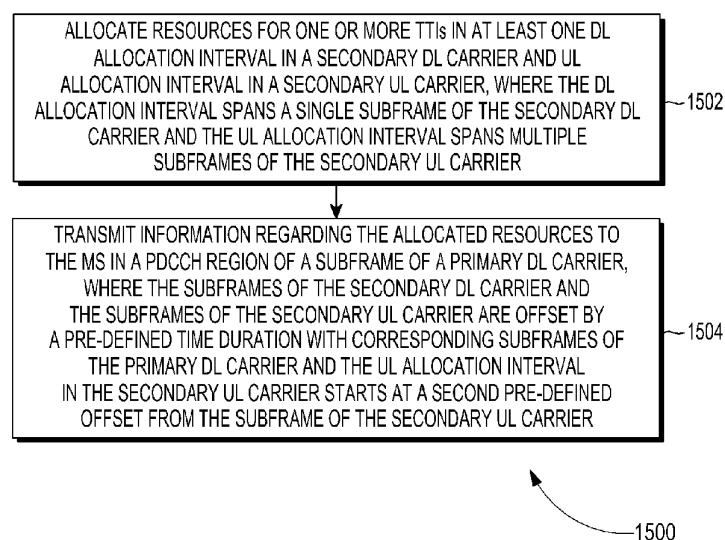 ALLOCATE RESOURCES FOR ONE OR MORE TTIs IN AT LEAST ONE DL
ALLOCATION INTERVAL IN A SECONDARY DL CARRIER AND UL
ALLOCATION INTERVAL IN A SECONDARY UL CARRIER, WHERE THE DL
ALLOCATION INTERVAL SPANS A SINGLE SUBFRAME OF THE SECONDARY DL
CARRIER AND THE UL ALLOCATION INTERVAL SPANS MULTIPLE
SUBFRAMES OF THE SECONDARY UL CARRIER
1502
TRANSMIT INFORMATION REGARDING THE ALLOCATED RESOURCES TO
THE MS IN A PDCCH REGION OF A SUBFRAME OF A PRIMARY DL CARRIER,
WHERE THE SUBFRAMES OF THE SECONDARY DL CARRIER AND
THE SUBFRAMES OF THE SECONDARY UL CARRIER ARE OFFSET BY
A PRE-DEFINED TIME DURATION WITH CORRESPONDING SUBFRAMES OF
THE PRIMARY DL CARRIER AND THE UL ALLOCATION INTERVAL
IN THE SECONDARY UL CARRIER STARTS AT A SECOND PRE-DEFINED
OFFSET FROM THE SUBFRAME OF THE SECONDARY UL CARRIER
1504
1500